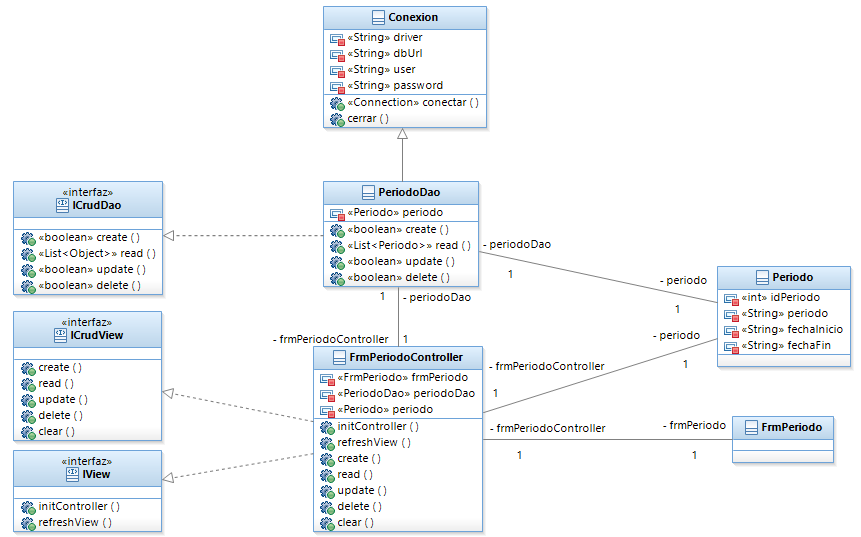 Conexion
«String» driver
«String» dbUrl
«String» user
«String» password
«Connection» conectar ( )
cerrar ( )
«interfaz»
ICrudDao
«boolean» create ( )
«List<Object>» read ( )
«boolean» update ( )
«boolean» delete ( )
PeriodoDao
«Periodo» periodo
«boolean» create ( )
«List<Periodo>» read ( )
«boolean» update ( )
«boolean» delete ( )
- periodoDao
1
- periodo
1
Periodo
«int» idPeriodo
«String» periodo
«String» fechaInicio
«String» fechaFin
1
- periodoDao
- frmPeriodoController
1
«interfaz»
ICrudView
create ( )
read ( )
update ( )
delete ( )
clear ( )
FrmPeriodoController
«FrmPeriodo» frmPeriodo
«PeriodoDao» periodoDao
«Periodo» periodo
initController ( )
refreshView ( )
create ( )
read ( )
update ( )
delete ( )
clear ( )
- periodo
1
- frmPeriodoController
1
- frmPeriodoController
1
- frmPeriodo
1
FrmPeriodo
«interfaz»
IView
initController ( )
refreshView ( )